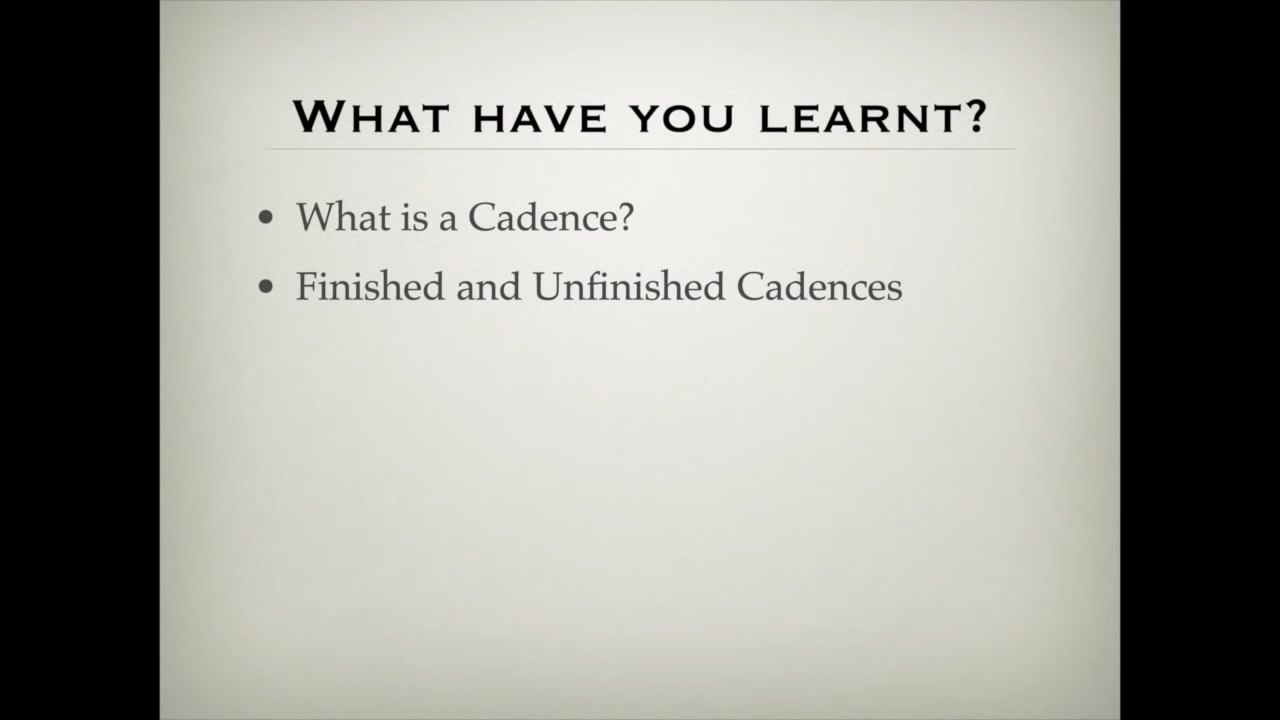 WHAT HAVE YOU LEARNT?
• What is a Cadence?
• Finished and Unfinished Cadences